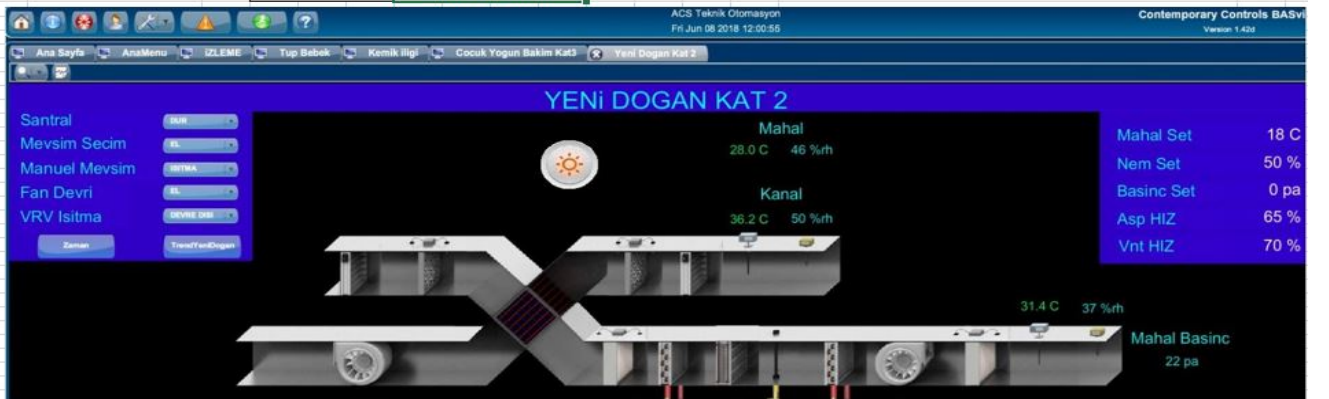 ACS Teknik Otomasyon
Fri Jun 08 2018 12:00:55
Contemporary Controls BASvi
Version 1.42d
Ana Sayfa AnaMenu iZLEME Tup Bebek Kemik iligi Cocuk Yogun Bakim Kat3 Yeni Dogan Kat 2
YENi DOGAN KAT 2
Santral DUR
Mevsim Secim EL
Manuel Mevsim ISITMA
Fan Devri EL
VRV Isitma DEVRE DISI
Zaman TrendYeniDogan
Mahal
28.0 C 46 %rh
Kanal
36.2 C 50 %rh
Mahal Set 18 C
Nem Set 50 %
Basinc Set 0 pa
Asp HIZ 65 %
Vnt HIZ 70 %
31.4 C 37 %rh
Mahal Basinc
22 pa